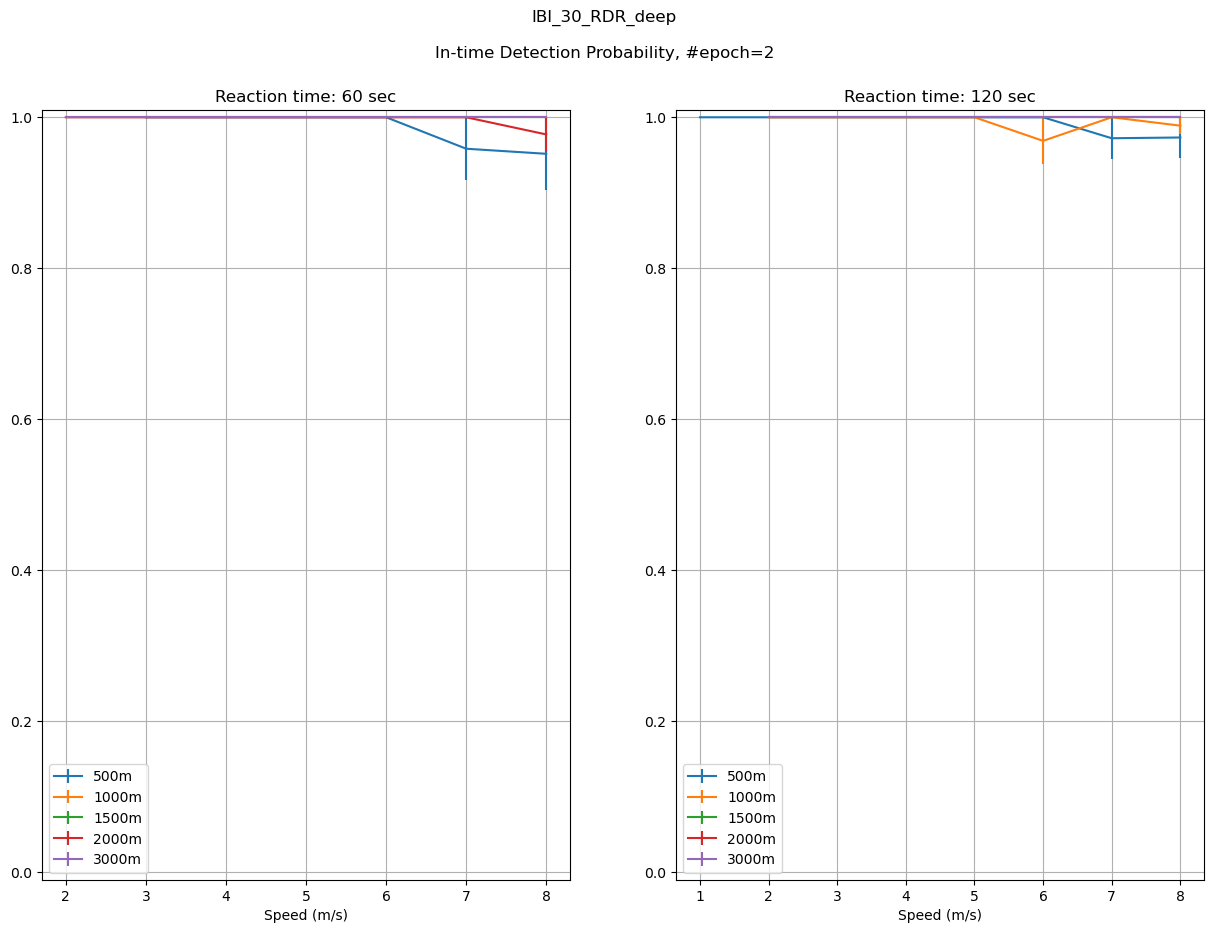 IBI_30_RDR_deep
In-time Detection Probability, #epoch=2
Reaction time: 60 sec
1.0
0.8
0.6
0.4
0.2
0.0
500m
1000m
1500m
2000m
3000m
2 3 4 5 6 7 8
Speed (m/s)
Reaction time: 120 sec
1.0
0.8
0.6
0.4
0.2
0.0
500m
1000m
1500m
2000m
3000m
1 2 3 4 5 6 7 8
Speed (m/s)